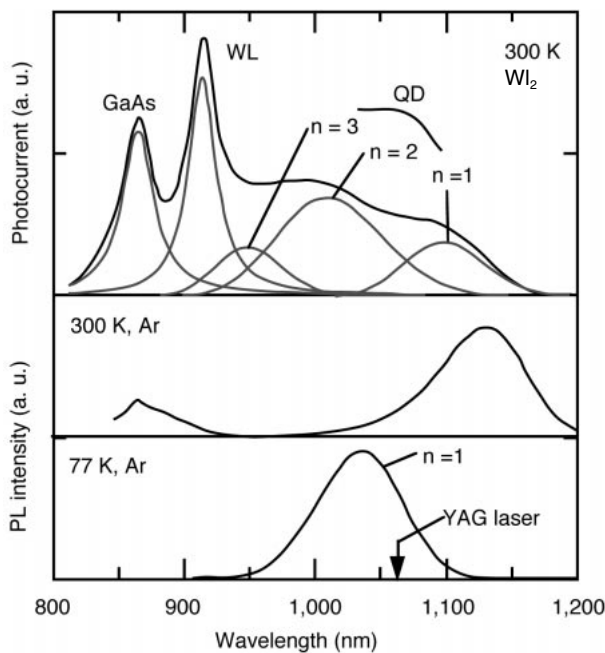 300 K
WI₂
WL
GaAs
QD
n = 3
n = 2
n =1
Photocurrent (a. u.)
300 K, Ar
77 K, Ar
n =1
YAG laser
PL intensity (a. u.)
800 900 1,000 1,100 1,200
Wavelength (nm)